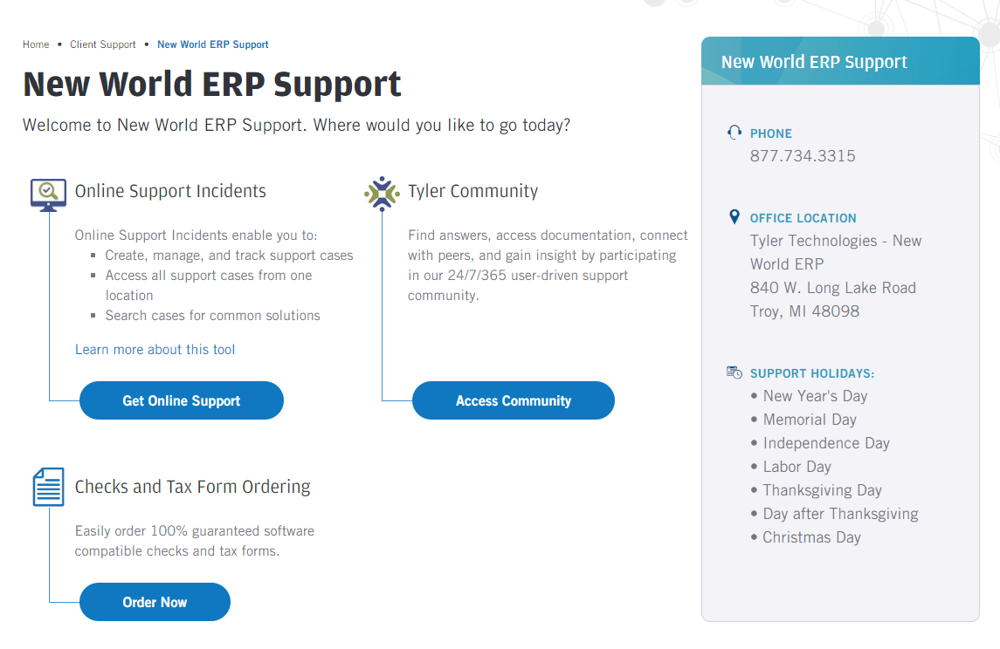 Home • Client Support • New World ERP Support
New World ERP Support
Welcome to New World ERP Support. Where would you like to go today?
Online Support Incidents
Online Support Incidents enable you to:
▪ Create, manage, and track support cases
▪ Access all support cases from one
location
▪ Search cases for common solutions
Learn more about this tool
Get Online Support
Tyler Community
Find answers, access documentation, connect
with peers, and gain insight by participating
in our 24/7/365 user-driven support
community.
Access Community
Checks and Tax Form Ordering
Easily order 100% guaranteed software
compatible checks and tax forms.
Order Now
New World ERP Support
PHONE
877.734.3315
OFFICE LOCATION
Tyler Technologies - New
World ERP
840 W. Long Lake Road
Troy, MI 48098
SUPPORT HOLIDAYS:
• New Year's Day
• Memorial Day
• Independence Day
• Labor Day
• Thanksgiving Day
• Day after Thanksgiving
• Christmas Day